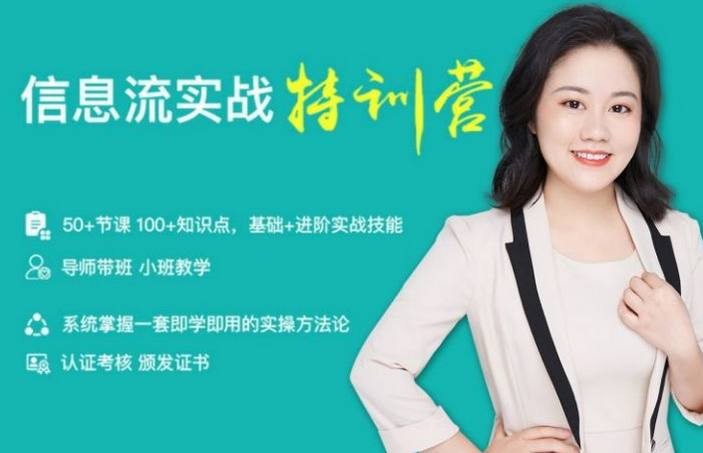 信息流实战特训营
50+节课 100+知识点，基础+进阶实战技能
导师带班 小班教学
系统掌握一套即学即用的实操方法论
认证考核 颁发证书